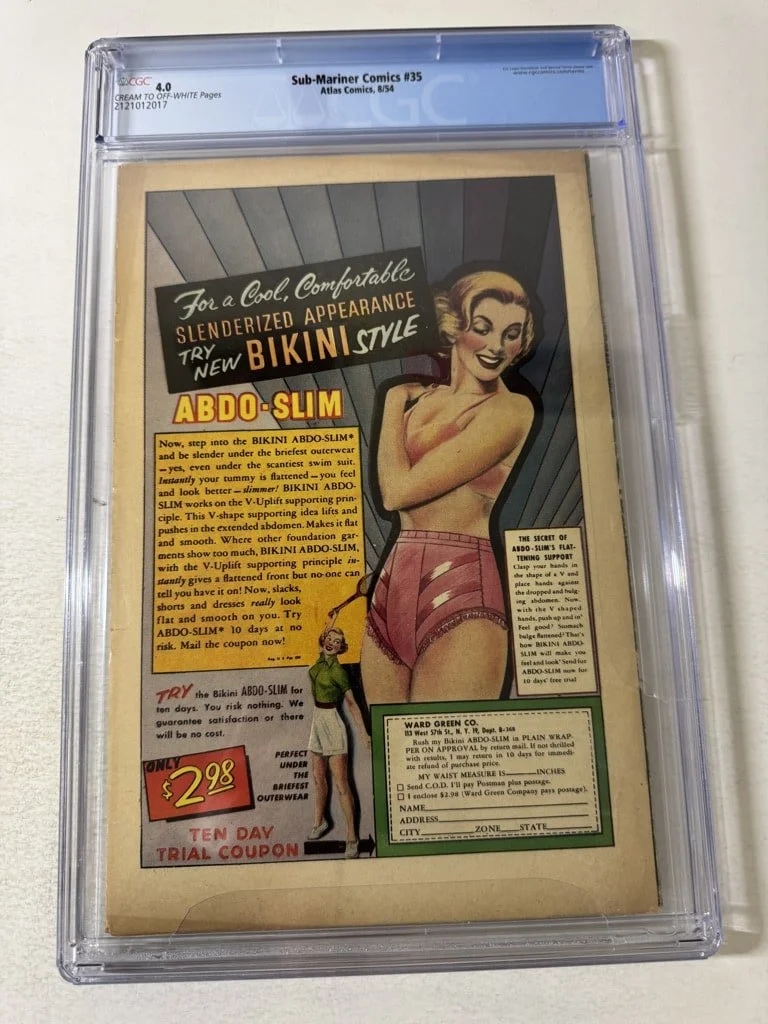 CGC 4.0
CREAM TO OFF-WHITE Pages
2121012017
Sub-Mariner Comics #35
Atlas Comics, 8/54
For a Cool, Comfortable
SLENDERIZED APPEARANCE
TRY NEW BIKINI STYLE
ABDO-SLIM
Now, step into the BIKINI ABDO-SLIM*
and be slender under the briefest outerwear
—yes, even under the scantiest swim suit.
Instantly your tummy is flattened—you feel
and look better—slimmer! BIKINI ABDO-
SLIM works on the V-Uplift supporting prin-
ciple. This V-shape supporting idea lifts and
pushes in the extended abdomen. Makes it flat
and smooth. Where other foundation gar-
ments show too much, BIKINI ABDO-SLIM,
with the V-Uplift supporting principle in-
stantly gives a flattened front but no-one can
tell you have it on! Now, slacks,
shorts and dresses really look
flat and smooth on you. Try
ABDO-SLIM* 10 days at no
risk. Mail the coupon now!
THE SECRET OF
ABDO-SLIM'S FLAT-
TENING SUPPORT
Clasp your hands in
the shape of a V and
place hands against
the dropped and bulg-
ing abdomen. Now,
with the V shaped
hands, push up and in!
Feel good? Stomach
bulge flattened? That's
how BIKINI ABDO-
SLIM will make you
feel and look! Send for
ABDO-SLIM now for
10 days' free trial
TRY the Bikini ABDO-SLIM for
ten days. You risk nothing. We
guarantee satisfaction or there
will be no cost.
ONLY
$2.98
PERFECT
UNDER
THE
BRIEFEST
OUTERWEAR
TEN DAY
TRIAL COUPON
WARD GREEN CO.
113 West 57th St., N. Y. 19, Dept.
Rush my Bikini ABDO-SLIM in PLAIN WRAP-
PER ON APPROVAL by return mail. If not thrilled
with results, I may return in 10 days for immedi-
ate refund of purchase price.
MY WAIST MEASURE IS______INCHES
Send C.O.D. I'll pay Postman plus postage.
I enclose $2.98 (Ward Green Company pays postage).
NAME
ADDRESS
CITY ZONE STATE